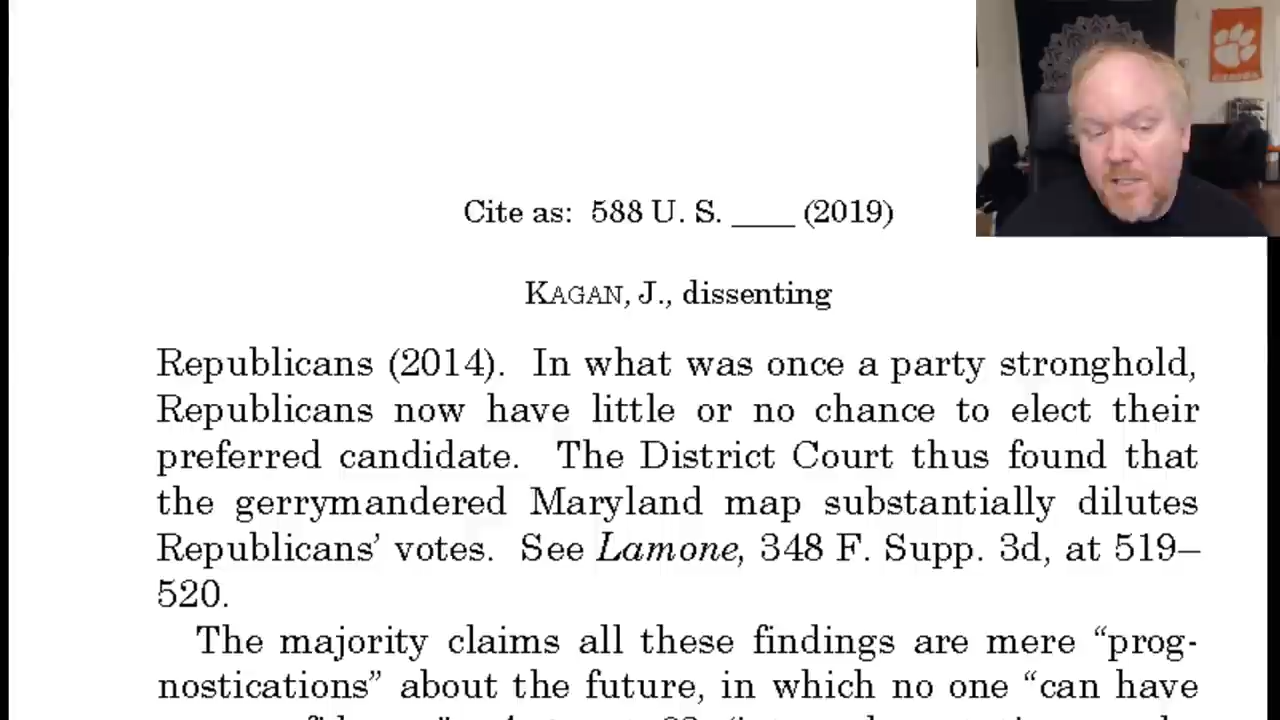 Cite as: 588 U. S. ____ (2019)
KAGAN, J., dissenting
Republicans (2014). In what was once a party stronghold,
Republicans now have little or no chance to elect their
preferred candidate. The District Court thus found that
the gerrymandered Maryland map substantially dilutes
Republicans’ votes. See Lamone, 348 F. Supp. 3d, at 519–
520.
The majority claims all these findings are mere “prog-
nostications” about the future, in which no one “can have